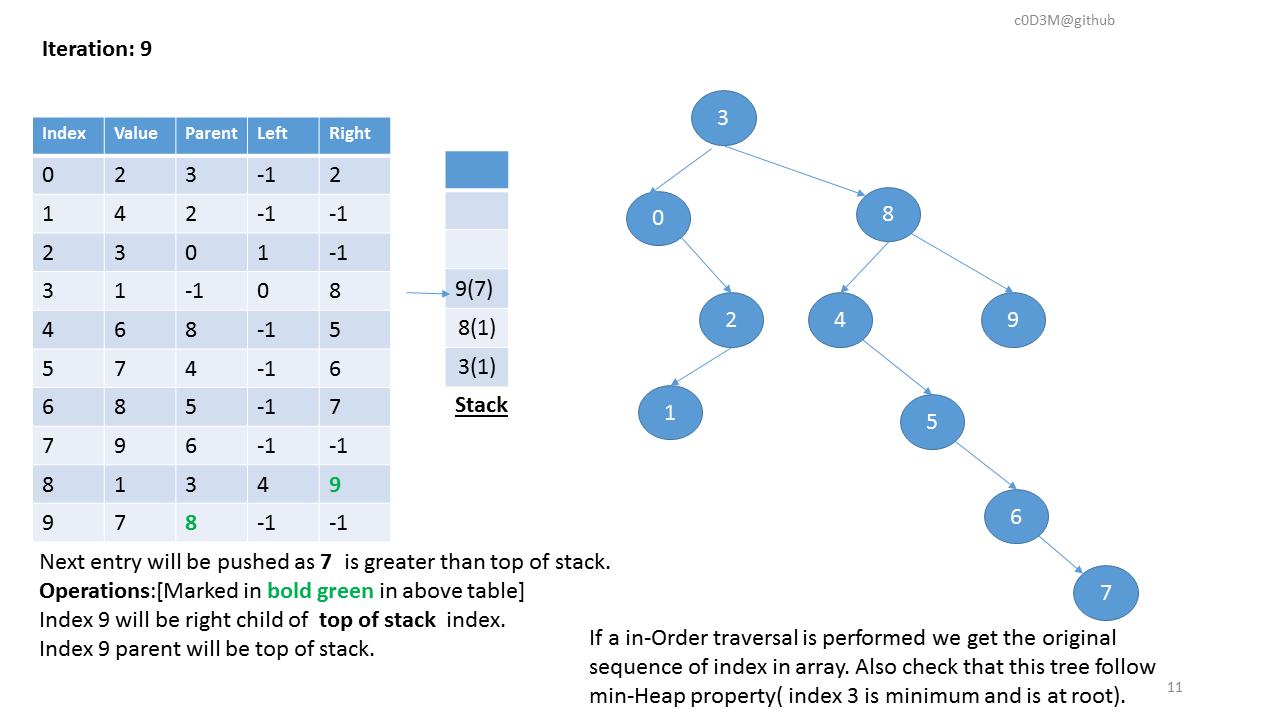 c0D3M@github
Iteration: 9
Index Value Parent Left Right
0 2 3 -1 2
1 4 2 -1 -1
2 3 0 1 -1
3 1 -1 0 8
4 6 8 -1 5
5 7 4 -1 6
6 8 5 -1 7
7 9 6 -1 -1
8 1 3 4 9
9 7 8 -1 -1
9(7)
8(1)
3(1)
Stack
3
0 8
2 4 9
1 5
6
7
Next entry will be pushed as 7 is greater than top of stack.
Operations:[Marked in bold green in above table]
Index 9 will be right child of top of stack index.
Index 9 parent will be top of stack.
If a in-Order traversal is performed we get the original
sequence of index in array. Also check that this tree follow
min-Heap property( index 3 is minimum and is at root).
11